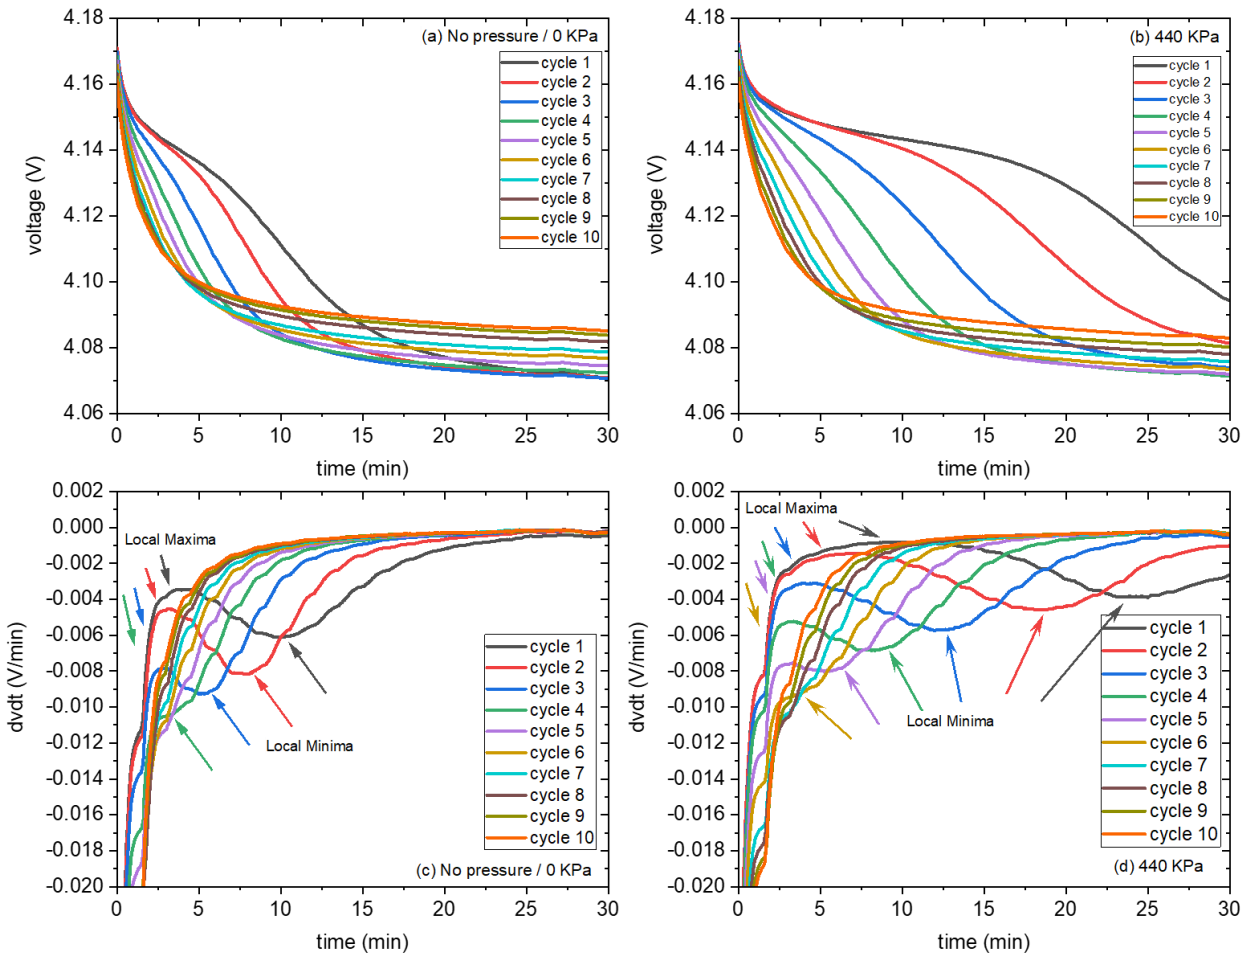 4.18
4.16
4.14
4.12
4.10
4.08
4.06
voltage (V)
(a) No pressure / 0 KPa
cycle 1
cycle 2
cycle 3
cycle 4
cycle 5
cycle 6
cycle 7
cycle 8
cycle 9
cycle 10
0 5 10 15 20 25 30
time (min)
4.18
4.16
4.14
4.12
4.10
4.08
4.06
voltage (V)
(b) 440 KPa
cycle 1
cycle 2
cycle 3
cycle 4
cycle 5
cycle 6
cycle 7
cycle 8
cycle 9
cycle 10
0 5 10 15 20 25 30
time (min)
0.002
0.000
-0.002
-0.004
-0.006
-0.008
-0.010
-0.012
-0.014
-0.016
-0.018
-0.020
dvdt (V/min)
Local Maxima
Local Minima
cycle 1
cycle 2
cycle 3
cycle 4
cycle 5
cycle 6
cycle 7
cycle 8
cycle 9
cycle 10
(c) No pressure / 0 KPa
0 5 10 15 20 25 30
time (min)
0.002
0.000
-0.002
-0.004
-0.006
-0.008
-0.010
-0.012
-0.014
-0.016
-0.018
-0.020
dvdt (V/min)
Local Maxima
Local Minima
cycle 1
cycle 2
cycle 3
cycle 4
cycle 5
cycle 6
cycle 7
cycle 8
cycle 9
cycle 10
(d) 440 KPa
0 5 10 15 20 25 30
time (min)